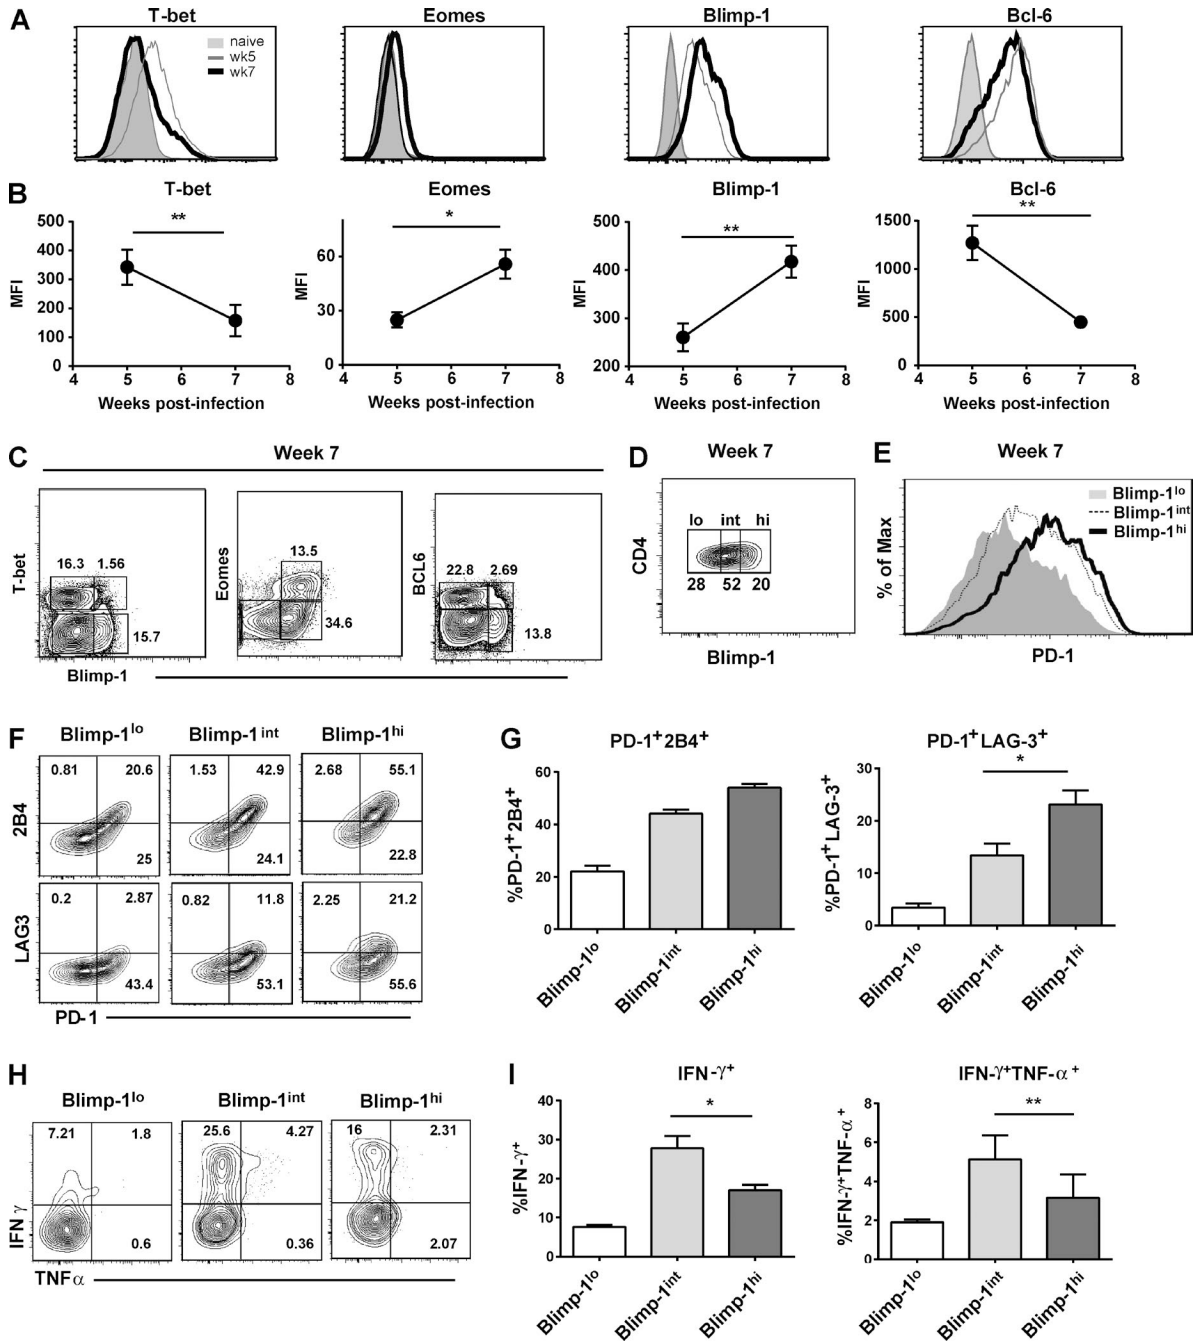 A
T-bet
Eomes
Blimp-1
Bcl-6
naive
wk5
wk7
B
T-bet
Eomes
Blimp-1
Bcl-6
**
*
**
**
MFI
500
400
300
200
100
0
4 5 6 7 8
Weeks post-infection
MFI
60
30
0
4 5 6 7 8
Weeks post-infection
MFI
500
400
300
200
4 5 6 7 8
Weeks post-infection
MFI
1500
1000
500
0
4 5 6 7 8
Weeks post-infection
C
Week 7
T-bet
16.3 1.56
15.7
Eomes
13.5
34.6
BCL6
22.8 2.69
13.8
Blimp-1
D
Week 7
CD4
lo int hi
28 52 20
Blimp-1
E
Week 7
% of Max
Blimp-1lo
Blimp-1int
Blimp-1hi
PD-1
F
Blimp-1lo Blimp-1int Blimp-1hi
2B4
0.81 20.6
25
1.53 42.9
24.1
2.68 55.1
22.8
LAG3
0.2 2.87
43.4
0.82 11.8
53.1
2.25 21.2
55.6
PD-1
G
PD-1+2B4+
%PD-1+2B4+
60
40
20
0
Blimp-1lo
Blimp-1int
Blimp-1hi
PD-1+LAG-3+
*
%PD-1+LAG-3+
30
20
10
0
Blimp-1lo
Blimp-1int
Blimp-1hi
H
Blimp-1lo Blimp-1int Blimp-1hi
IFNγ
7.21 1.8
0.6
25.6 4.27
0.36
16 2.31
2.07
TNFα
I
IFN-γ+
*
%IFN-γ+
40
30
20
10
0
Blimp-1lo
Blimp-1int
Blimp-1hi
IFN-γ+TNF-α+
**
%IFN-γ+TNF-α+
8
6
4
2
0
Blimp-1lo
Blimp-1int
Blimp-1hi